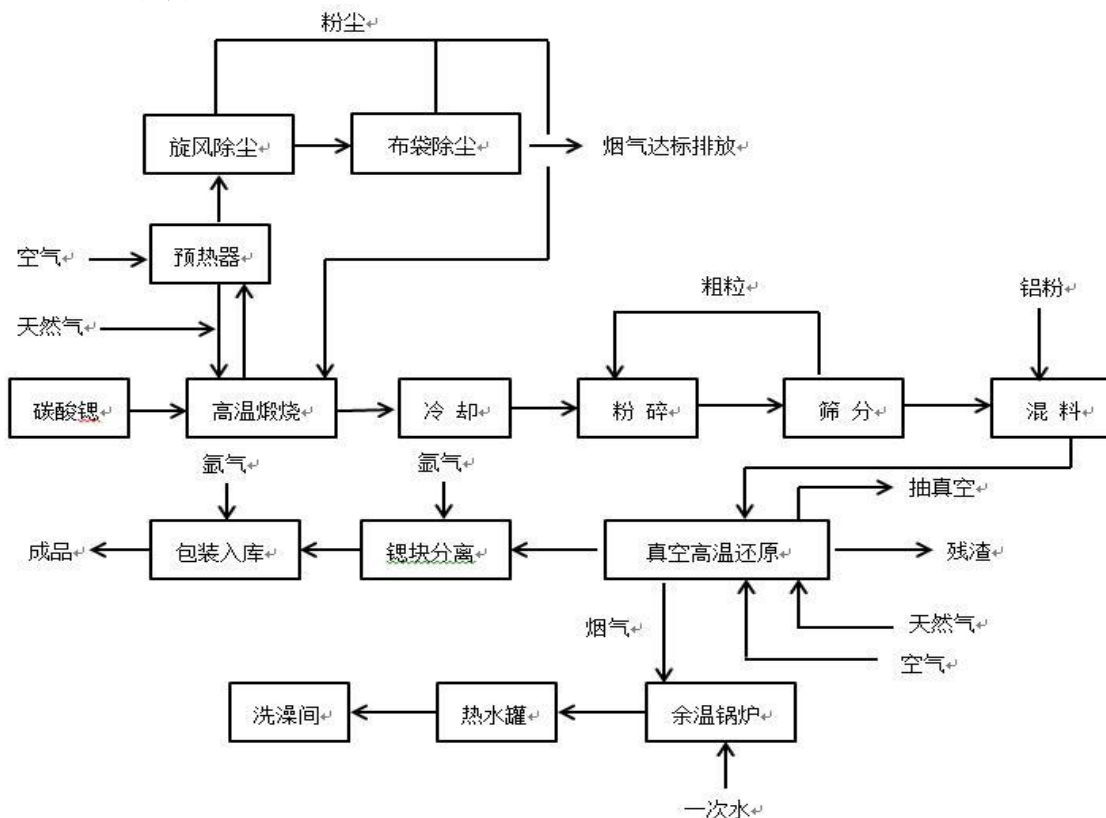 粉尘
旋风除尘
布袋除尘
烟气达标排放
空气
预热器
粗粒
铝粉
天然气
碳酸锶
高温煅烧
冷 却
粉 碎
筛 分
混 料
氩气
氩气
抽真空
成品
包装入库
锶块分离
真空高温还原
残渣
烟气
天然气
空气
洗澡间
热水罐
余温锅炉
一次水